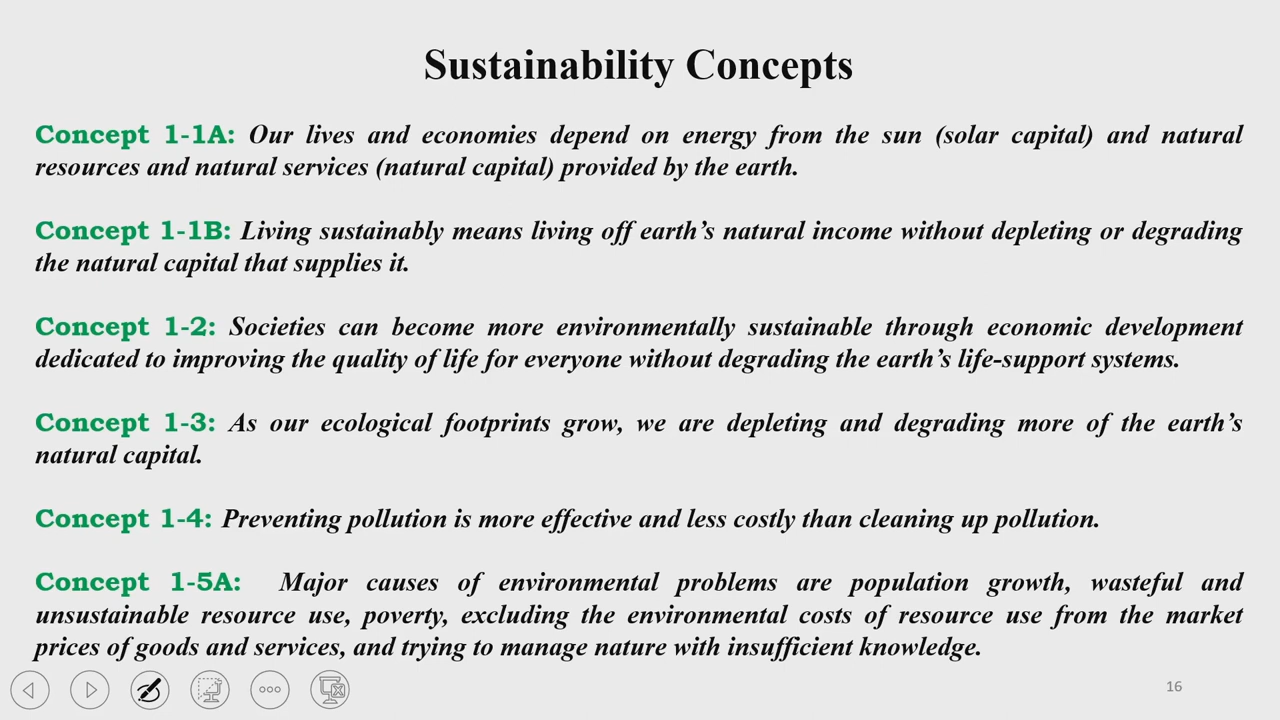 Sustainability Concepts
Concept 1-1A: Our lives and economies depend on energy from the sun (solar capital) and natural
resources and natural services (natural capital) provided by the earth.
Concept 1-1B: Living sustainably means living off earth’s natural income without depleting or degrading
the natural capital that supplies it.
Concept 1-2: Societies can become more environmentally sustainable through economic development
dedicated to improving the quality of life for everyone without degrading the earth’s life-support systems.
Concept 1-3: As our ecological footprints grow, we are depleting and degrading more of the earth’s
natural capital.
Concept 1-4: Preventing pollution is more effective and less costly than cleaning up pollution.
Concept 1-5A: Major causes of environmental problems are population growth, wasteful and
unsustainable resource use, poverty, excluding the environmental costs of resource use from the market
prices of goods and services, and trying to manage nature with insufficient knowledge.
16